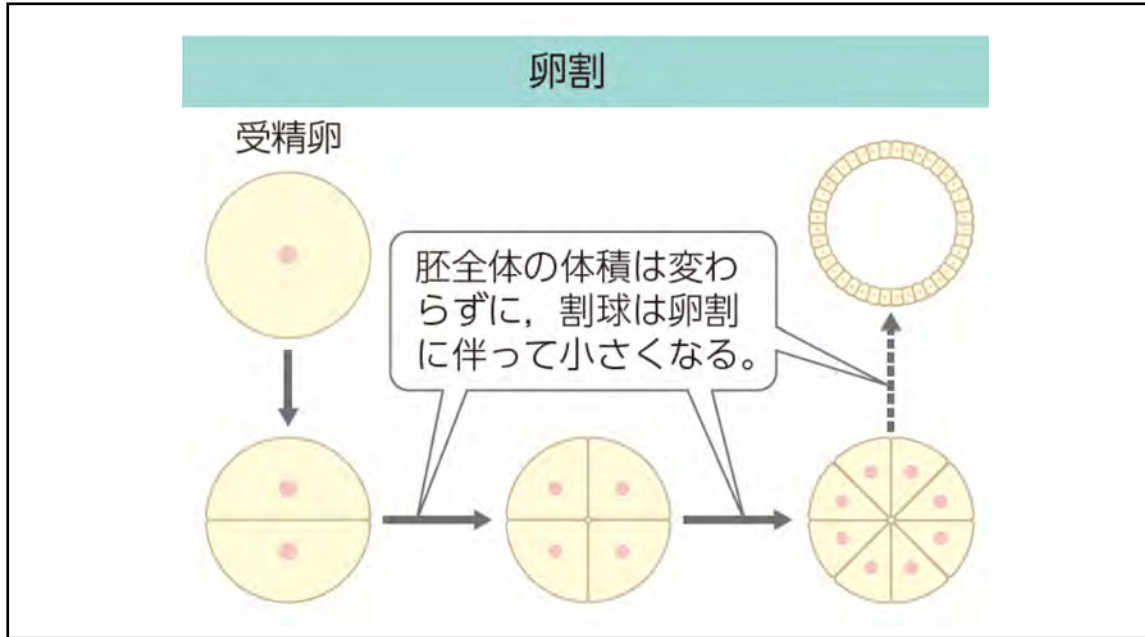 卵割
受精卵
胚全体の体積は変わ
らずに，割球は卵割
に伴って小さくなる。